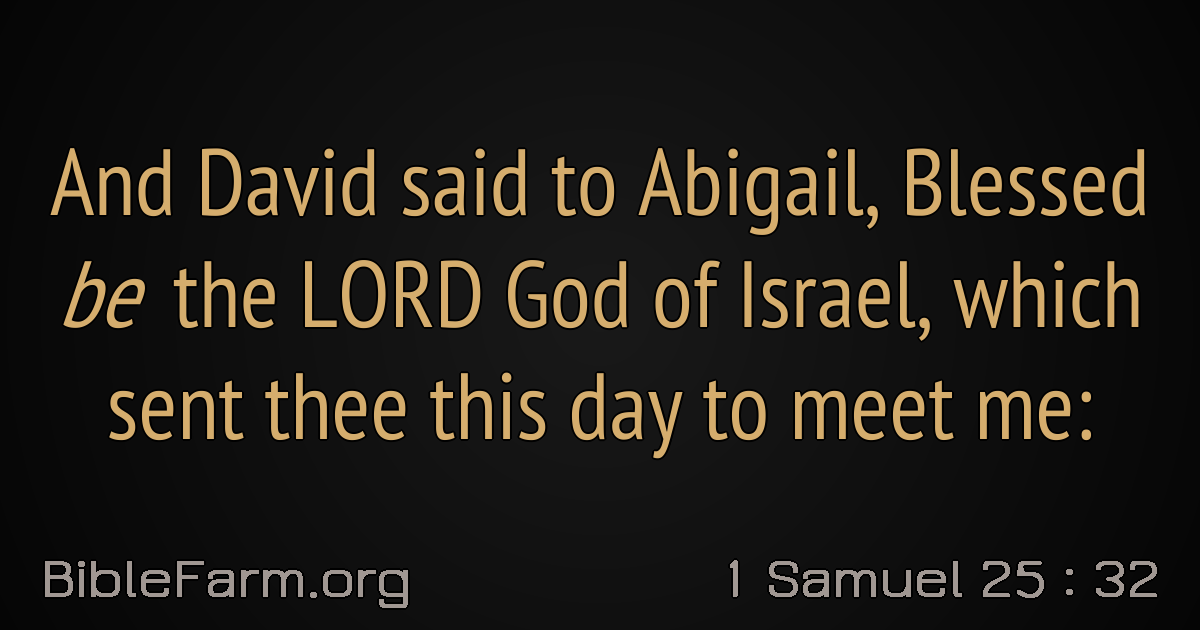 And David said to Abigail, Blessed
be the LORD God of Israel, which
sent thee this day to meet me:
BibleFarm.org
1 Samuel 25 : 32